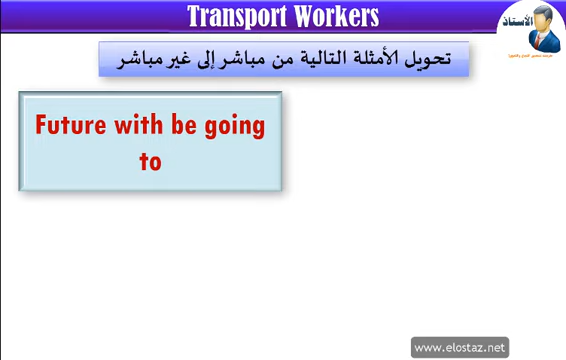 Transport Workers
الأستاذ
تحويل الأمثلة التالية من مباشر إلى غير مباشر
Future with be going
to
www.elostaz.net